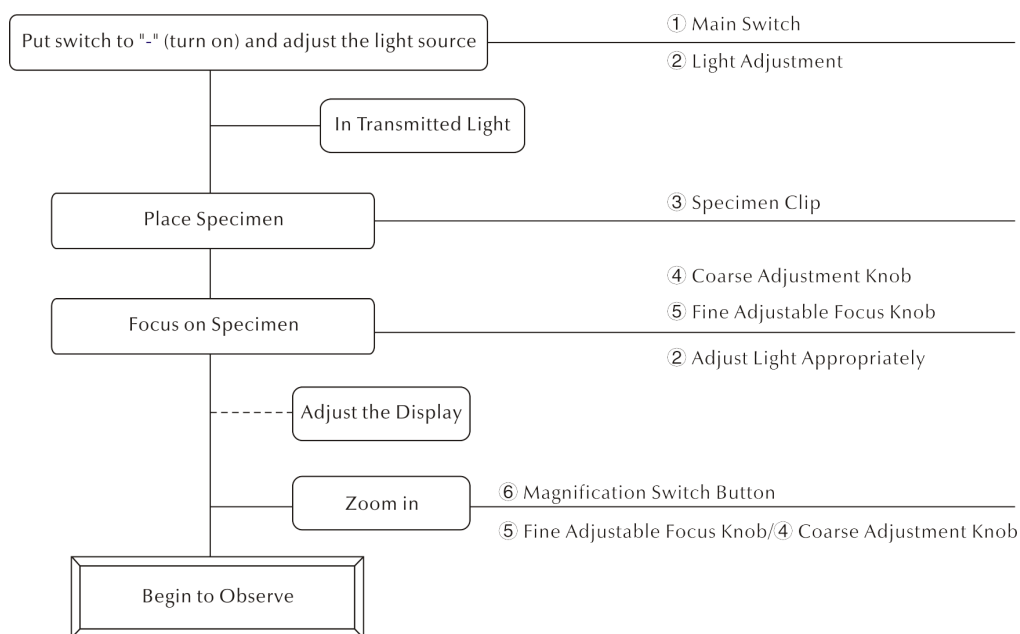 ① Main Switch
Put switch to "-" (turn on) and adjust the light source
② Light Adjustment
In Transmitted Light
③ Specimen Clip
Place Specimen
④ Coarse Adjustment Knob
⑤ Fine Adjustable Focus Knob
Focus on Specimen
② Adjust Light Appropriately
Adjust the Display
⑥ Magnification Switch Button
Zoom in
⑤ Fine Adjustable Focus Knob/④ Coarse Adjustment Knob
Begin to Observe